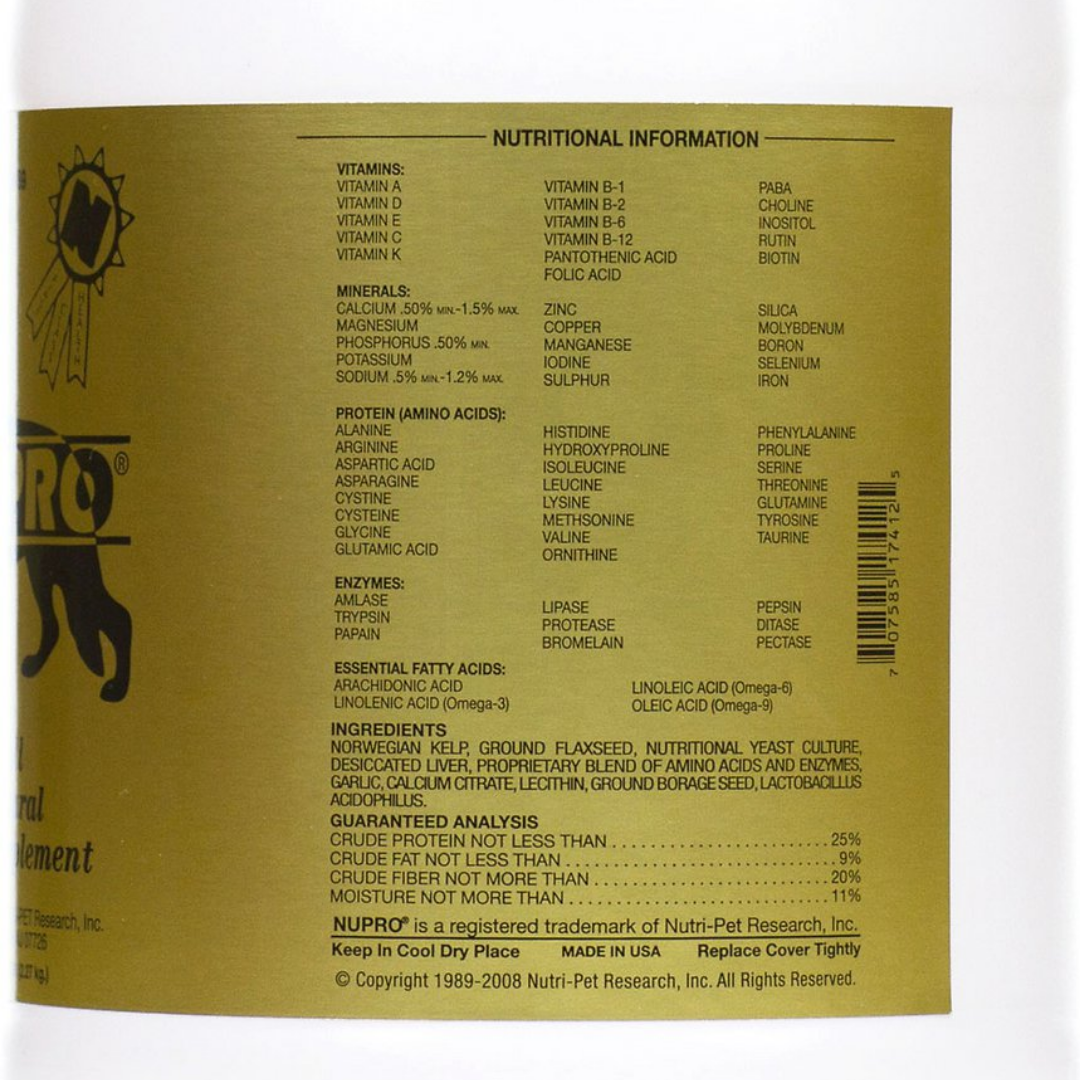 PRO®
ral
lement
-PET Research, Inc.
07726
(2.27 kg.)
NUTRITIONAL INFORMATION
VITAMINS:
VITAMIN A
VITAMIN D
VITAMIN E
VITAMIN C
VITAMIN K
VITAMIN B-1
VITAMIN B-2
VITAMIN B-6
VITAMIN B-12
PANTOTHENIC ACID
FOLIC ACID
PABA
CHOLINE
INOSITOL
RUTIN
BIOTIN
MINERALS:
CALCIUM .50% MIN.-1.5% MAX.
MAGNESIUM
PHOSPHORUS .50% MIN.
POTASSIUM
SODIUM .5% MIN.-1.2% MAX.
ZINC
COPPER
MANGANESE
IODINE
SULPHUR
SILICA
MOLYBDENUM
BORON
SELENIUM
IRON
PROTEIN (AMINO ACIDS):
ALANINE
ARGININE
ASPARTIC ACID
ASPARAGINE
CYSTINE
CYSTEINE
GLYCINE
GLUTAMIC ACID
HISTIDINE
HYDROXYPROLINE
ISOLEUCINE
LEUCINE
LYSINE
METHSONINE
VALINE
ORNITHINE
PHENYLALANINE
PROLINE
SERINE
THREONINE
GLUTAMINE
TYROSINE
TAURINE
ENZYMES:
AMLASE
TRYPSIN
PAPAIN
LIPASE
PROTEASE
BROMELAIN
PEPSIN
DITASE
PECTASE
ESSENTIAL FATTY ACIDS:
ARACHIDONIC ACID
LINOLENIC ACID (Omega-3)
LINOLEIC ACID (Omega-6)
OLEIC ACID (Omega-9)
7 07585 17412 5
INGREDIENTS
NORWEGIAN KELP, GROUND FLAXSEED, NUTRITIONAL YEAST CULTURE,
DESICCATED LIVER, PROPRIETARY BLEND OF AMINO ACIDS AND ENZYMES,
GARLIC, CALCIUM CITRATE, LECITHIN, GROUND BORAGE SEED, LACTOBACILLUS
ACIDOPHILUS.
GUARANTEED ANALYSIS
CRUDE PROTEIN NOT LESS THAN ........................ 25%
CRUDE FAT NOT LESS THAN ............................. 9%
CRUDE FIBER NOT MORE THAN ......................... 20%
MOISTURE NOT MORE THAN ............................ 11%
NUPRO® is a registered trademark of Nutri-Pet Research, Inc.
Keep In Cool Dry Place MADE IN USA Replace Cover Tightly
© Copyright 1989-2008 Nutri-Pet Research, Inc. All Rights Reserved.